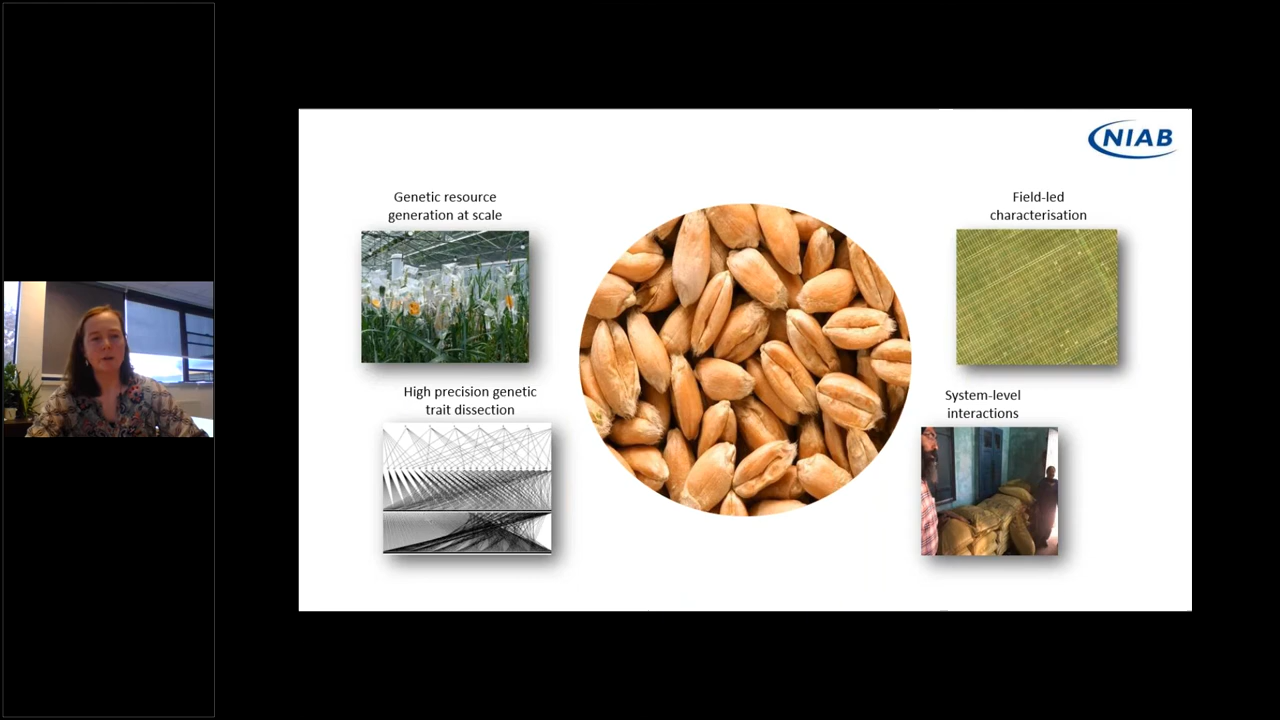 NIAB
Genetic resource
generation at scale
Field-led
characterisation
High precision genetic
trait dissection
System-level
interactions